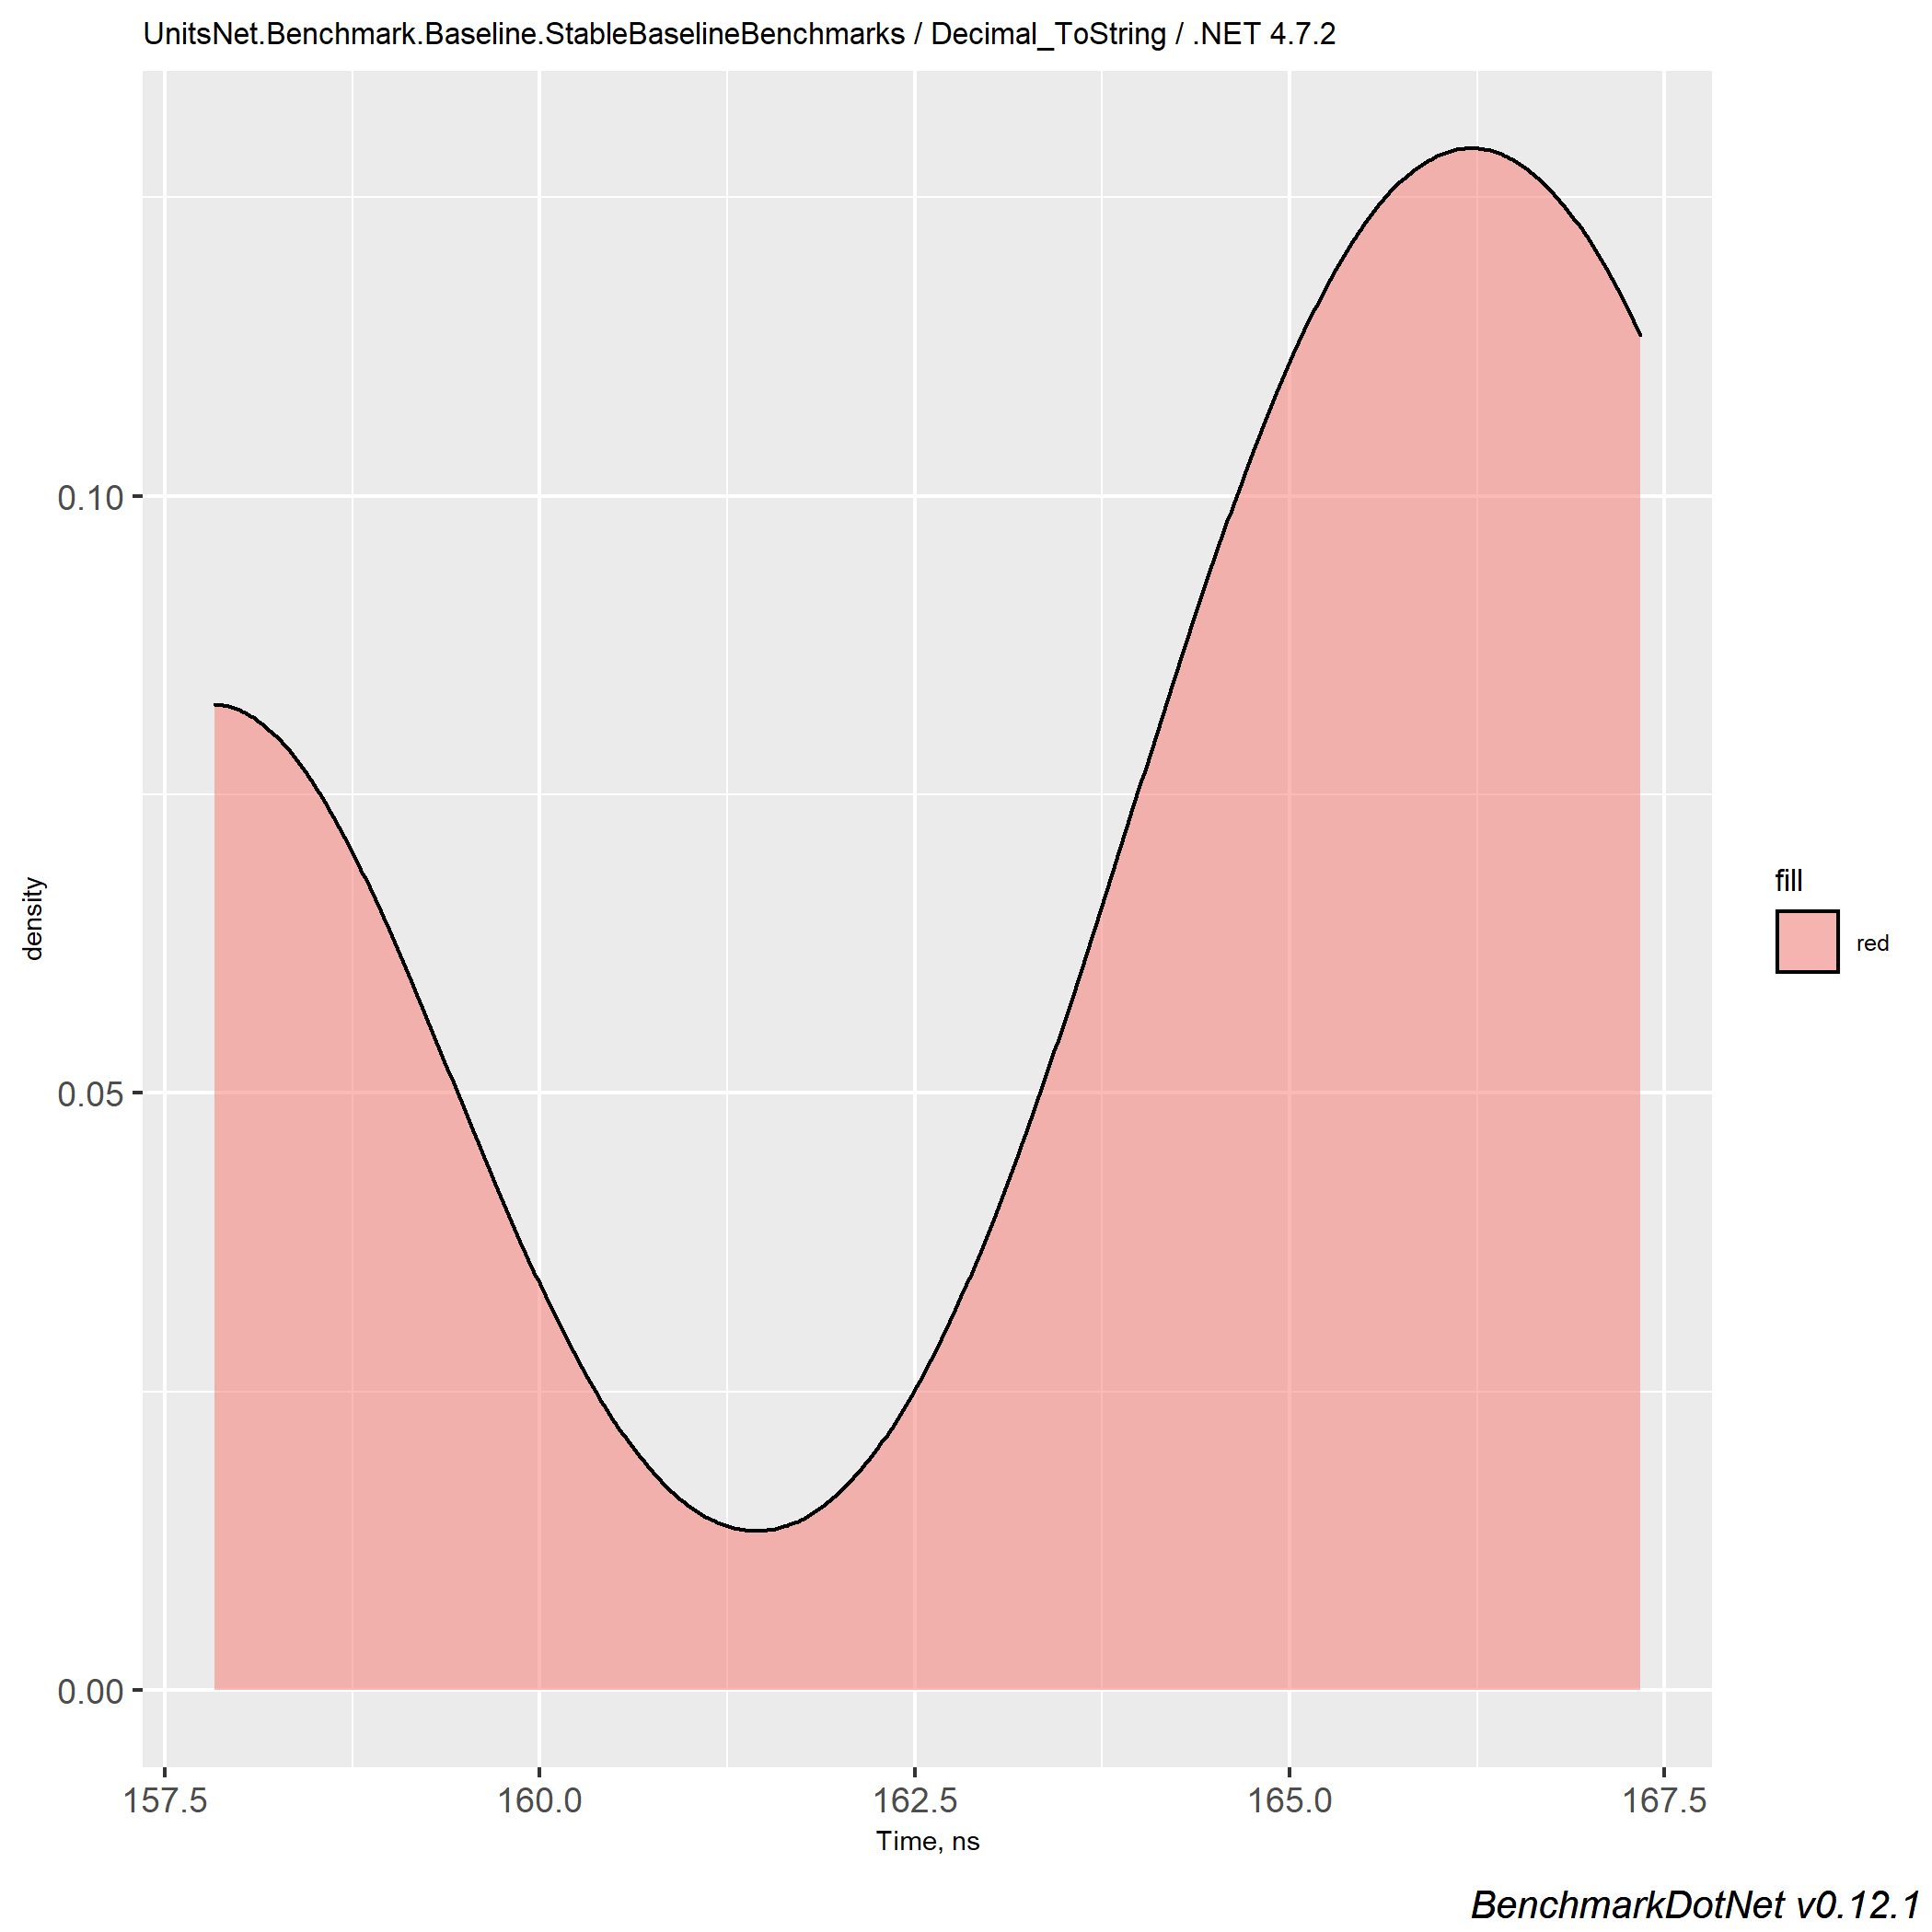 UnitsNet.Benchmark.Baseline.StableBaselineBenchmarks / Decimal_ToString / .NET 4.7.2
0.10
0.05
0.00
density
157.5 160.0 162.5 165.0 167.5
Time, ns
fill
red
BenchmarkDotNet v0.12.1